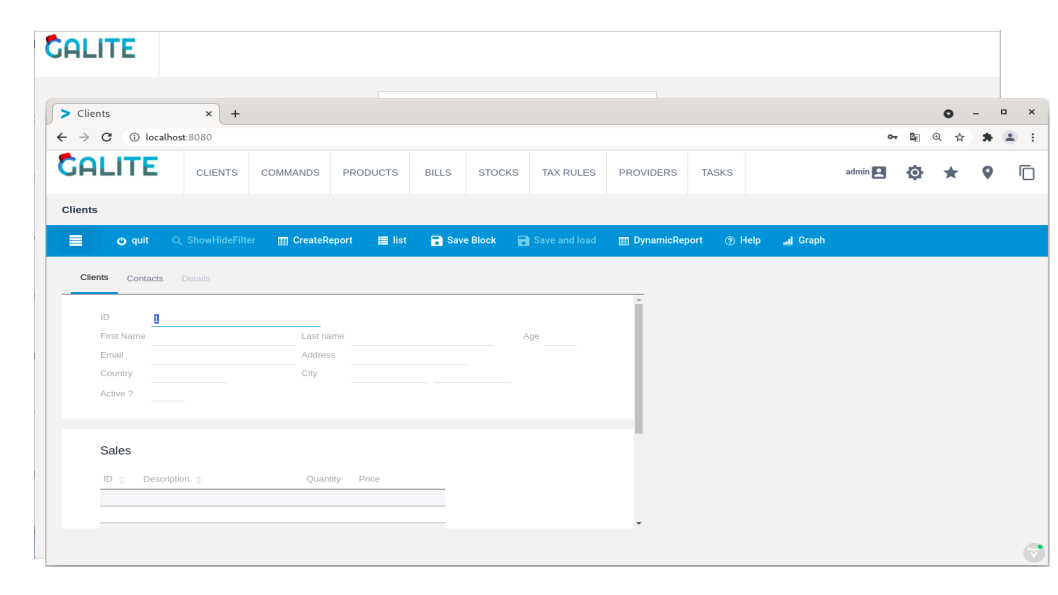 GALITE
Clients × +
localhost:8080
GALITE CLIENTS COMMANDS PRODUCTS BILLS STOCKS TAX RULES PROVIDERS TASKS admin
Clients
quit ShowHideFilter CreateReport list Save Block Save and load DynamicReport Help Graph
Clients Contacts Details
ID 1
First Name Last name Age
Email Address
Country City
Active ?
Sales
ID Description Quantity Price